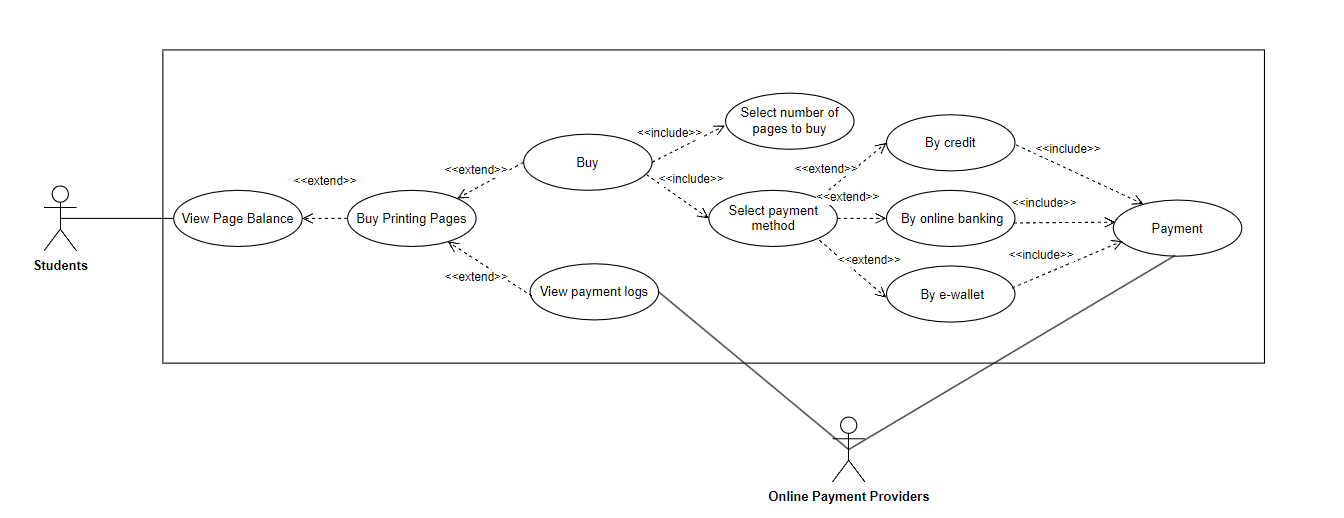 Select number of
pages to buy
<<include>>
By credit
<<include>>
Buy
<<extend>>
<<extend>>
<<include>>
<<extend>>
<<extend>>
<<include>>
View Page Balance
Buy Printing Pages
Select payment
method
By online banking
Payment
Students
<<extend>>
<<extend>>
<<include>>
View payment logs
By e-wallet
Online Payment Providers